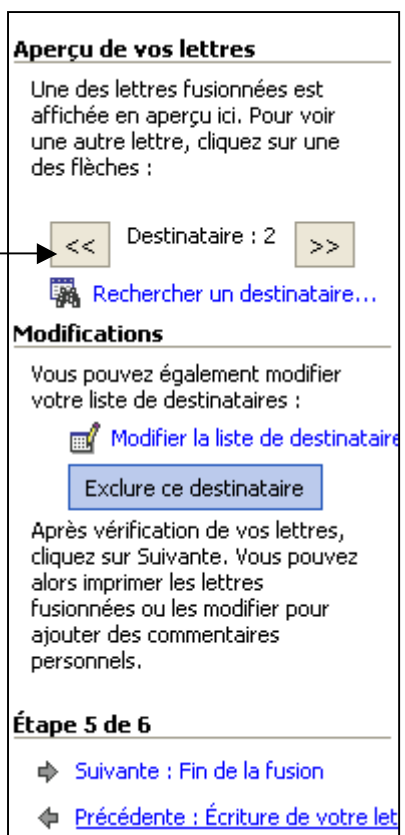 Aperçu de vos lettres
Une des lettres fusionnées est
affichée en aperçu ici. Pour voir
une autre lettre, cliquez sur une
des flèches :
<< Destinataire : 2 >>
Rechercher un destinataire...
Modifications
Vous pouvez également modifier
votre liste de destinataires :
Modifier la liste de destinataire
Exclure ce destinataire
Après vérification de vos lettres,
cliquez sur Suivante. Vous pouvez
alors imprimer les lettres
fusionnées ou les modifier pour
ajouter des commentaires
personnels.
Étape 5 de 6
Suivante : Fin de la fusion
Précédente : Écriture de votre let